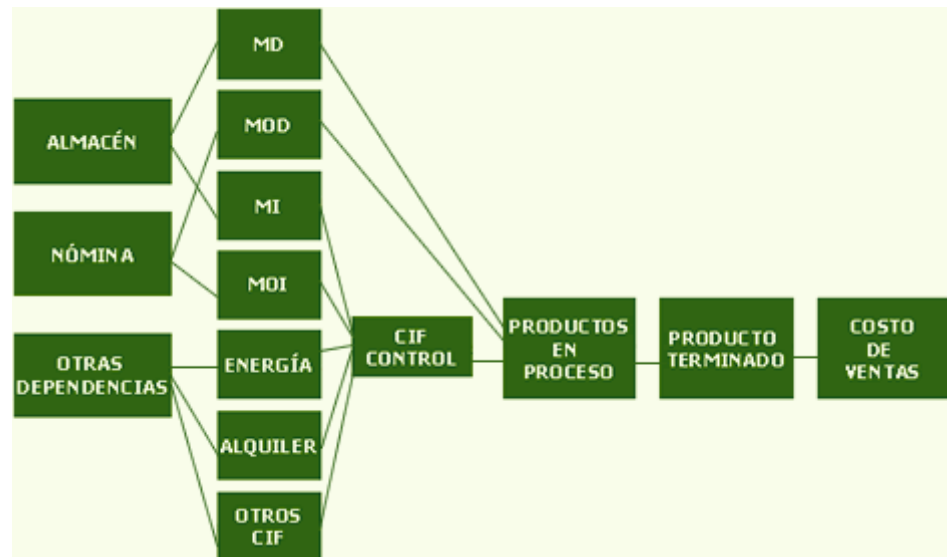 MD
MOD
ALMACÉN
MI
NÓMINA
MOI
OTRAS
DEPENDENCIAS
ENERGÍA
ALQUILER
OTROS
CIF
CIF
CONTROL
PRODUCTOS
EN
PROCESO
PRODUCTO
TERMINADO
COSTO
DE
VENTAS